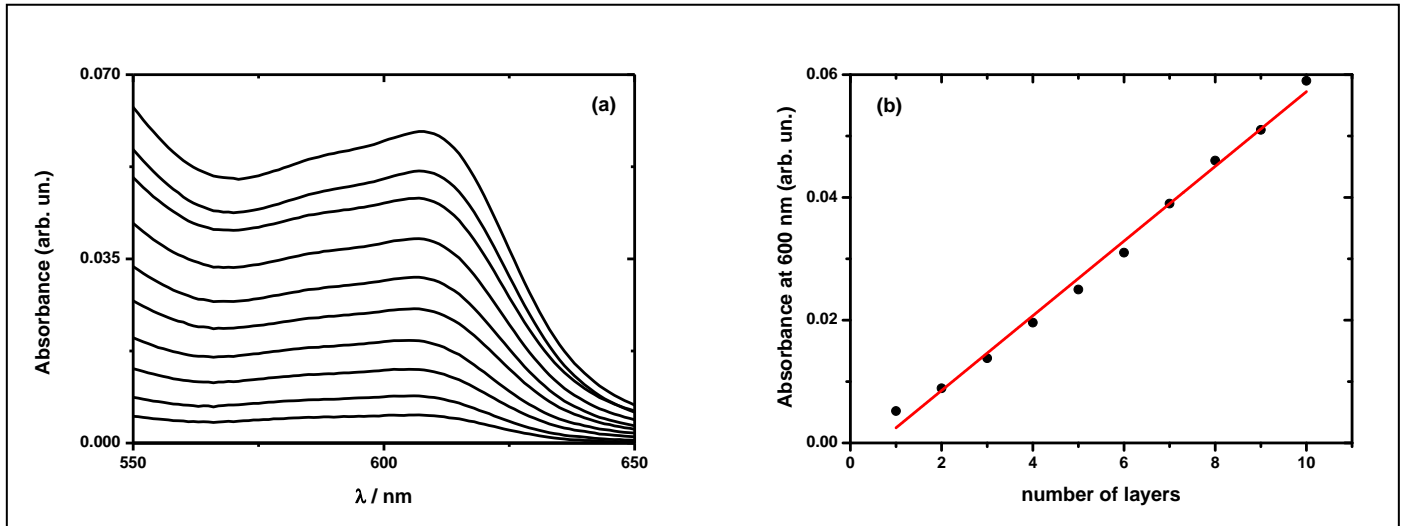 (a)
Absorbance (arb. un.)
0.070
0.035
0.000
550
600
650
λ / nm
(b)
Absorbance at 600 nm (arb. un.)
0.06
0.04
0.02
0.00
0
2
4
6
8
10
number of layers